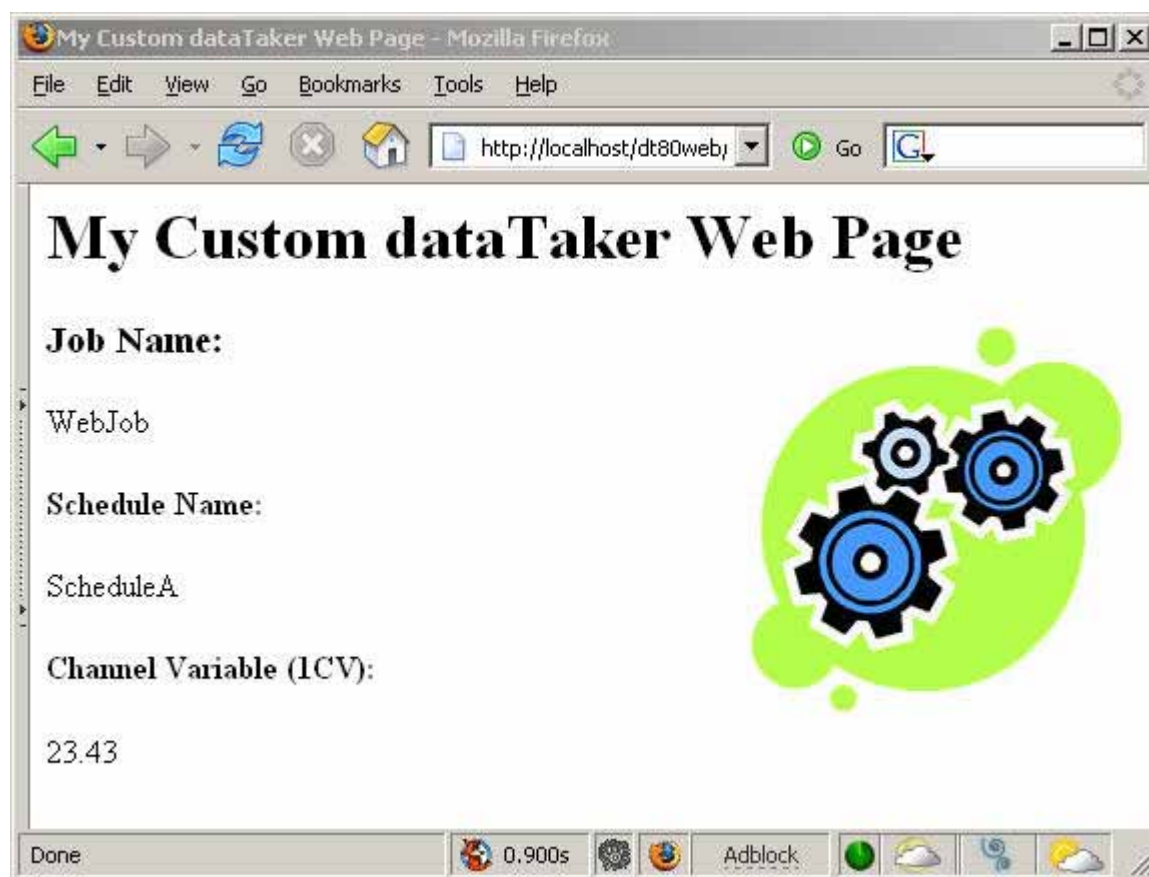 My Custom dataTaker Web Page - Mozilla Firefox
File Edit View Go Bookmarks Tools Help
http://localhost/dt80web/ Go G
My Custom dataTaker Web Page
Job Name:
WebJob
Schedule Name:
ScheduleA
Channel Variable (1CV):
23.43
Done 0.900s Adblock